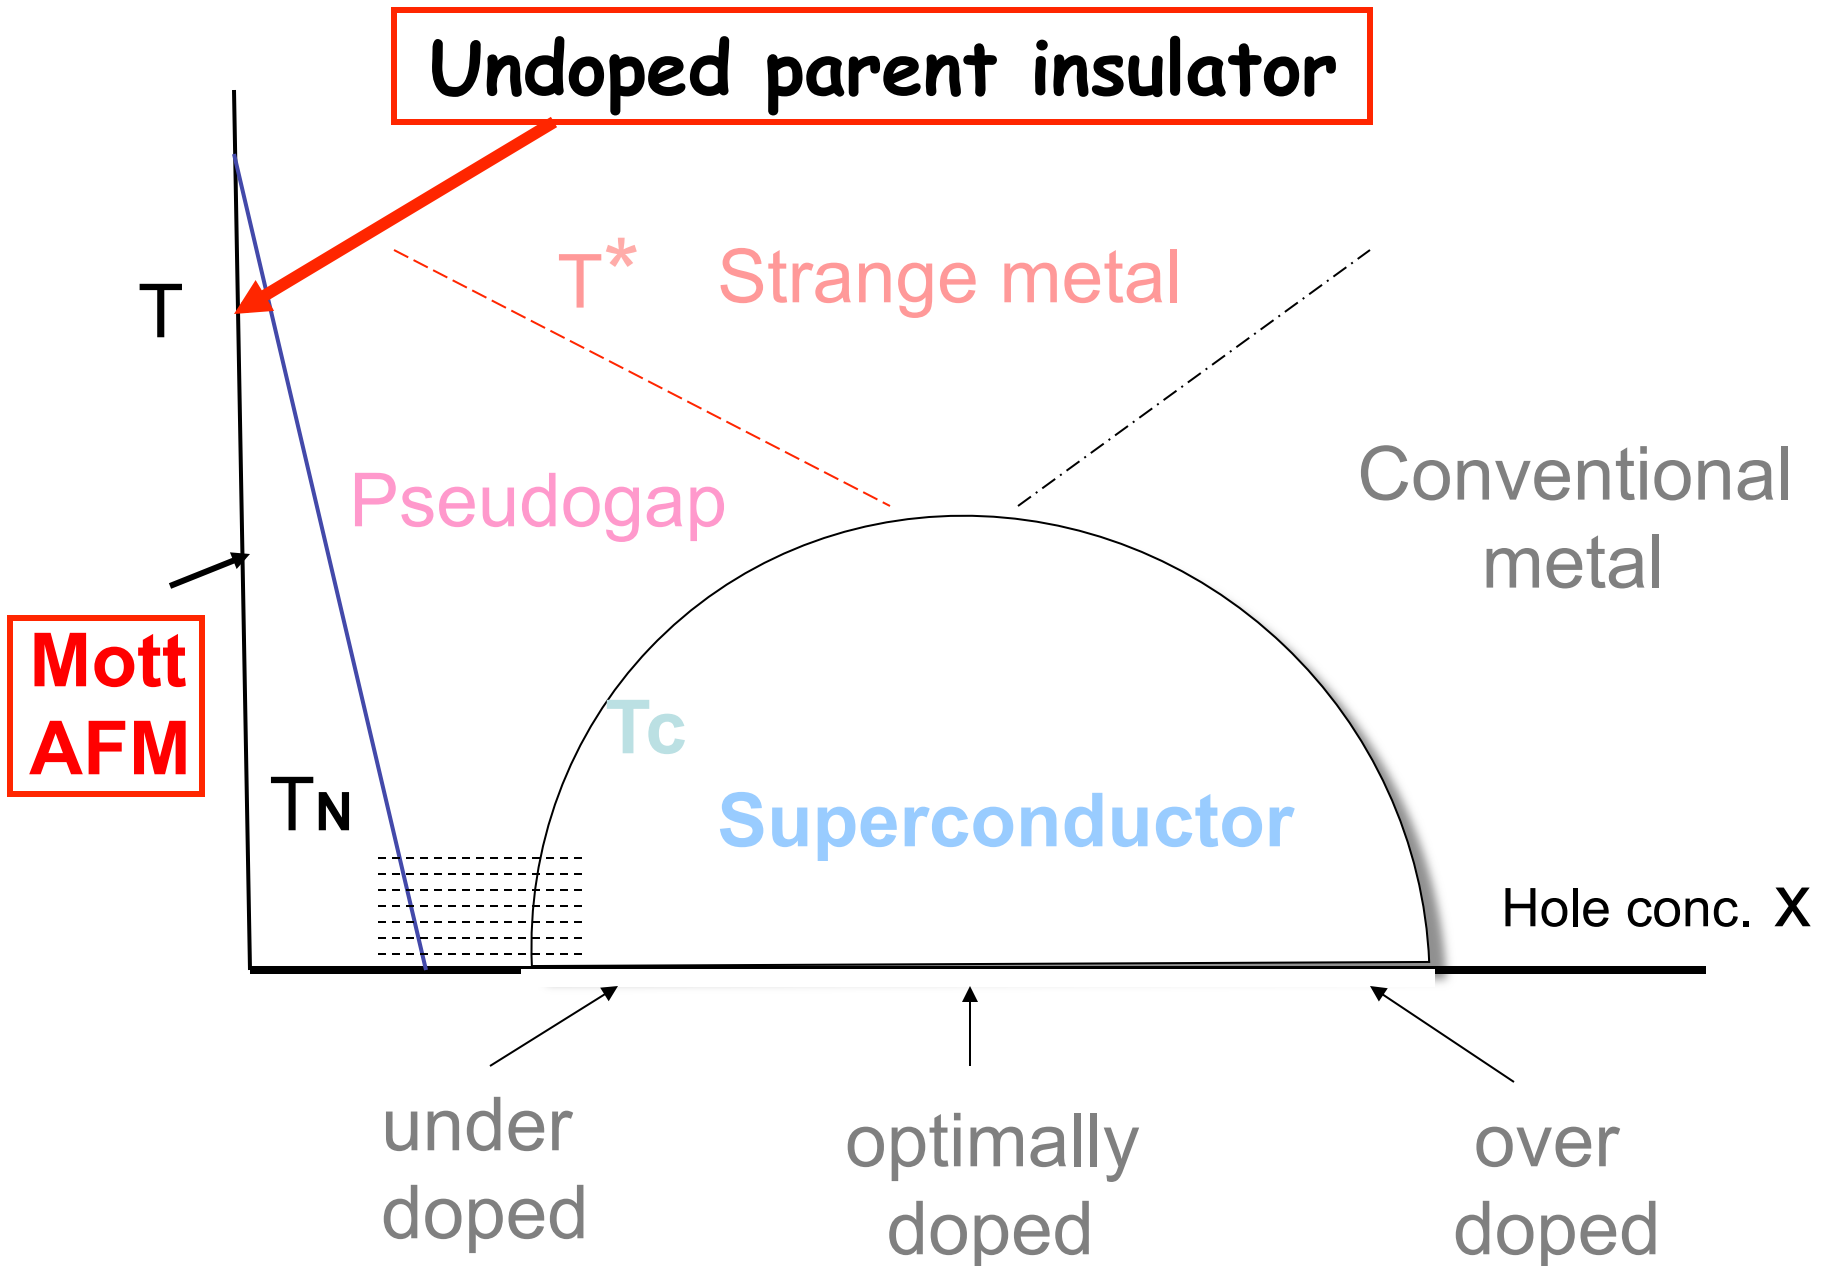 Undoped parent insulator
T* Strange metal
T
Pseudogap
Conventional
metal
Mott
AFM
Tc
TN
Superconductor
Hole conc. x
under
doped
optimally
doped
over
doped